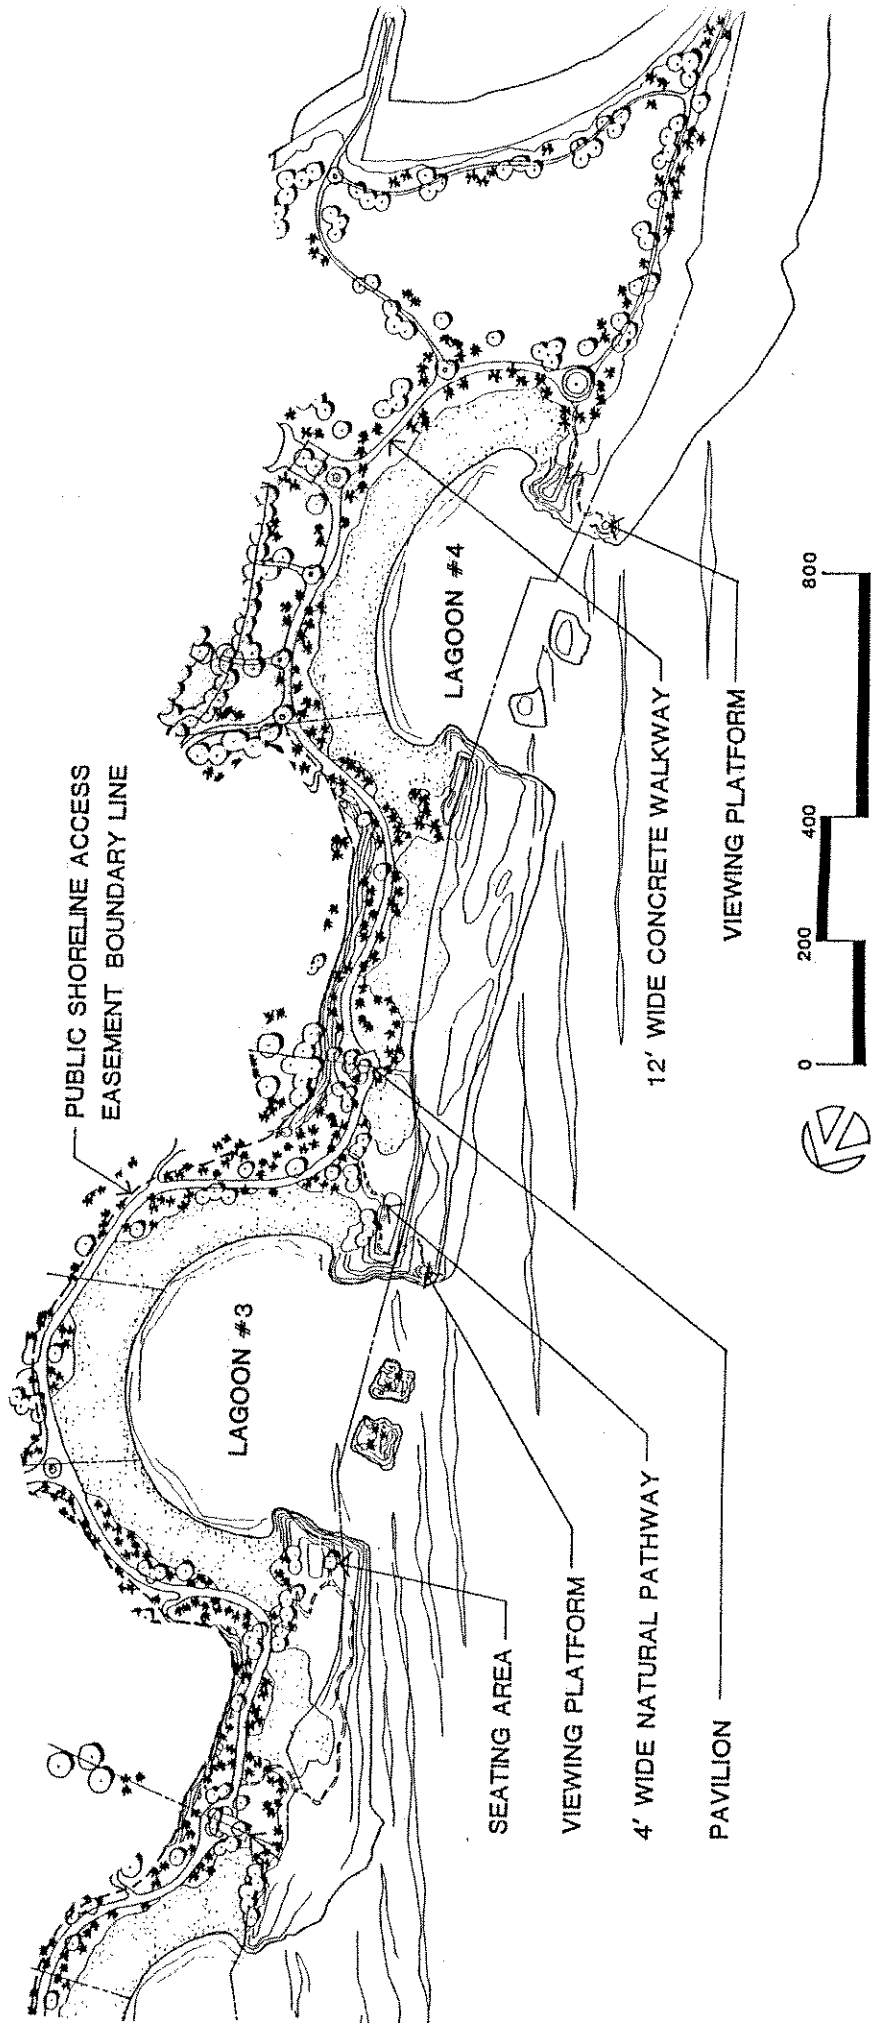 PUBLIC SHORELINE ACCESS
EASEMENT BOUNDARY LINE
LAGOON #3
LAGOON #4
SEATING AREA
VIEWING PLATFORM
4' WIDE NATURAL PATHWAY
PAVILION
12' WIDE CONCRETE WALKWAY
VIEWING PLATFORM
0 200 400 800